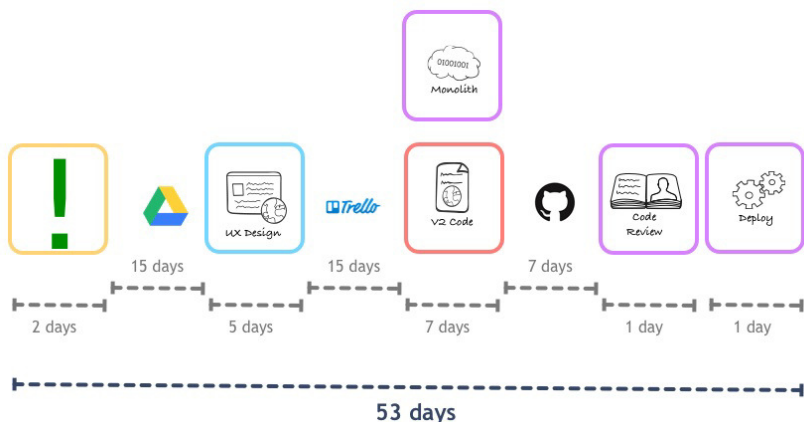 01001001
Monolith
!
UX Design
Trello
V2 Code
Code
Review
Deploy
15 days
15 days
7 days
2 days
5 days
7 days
1 day
1 day
53 days